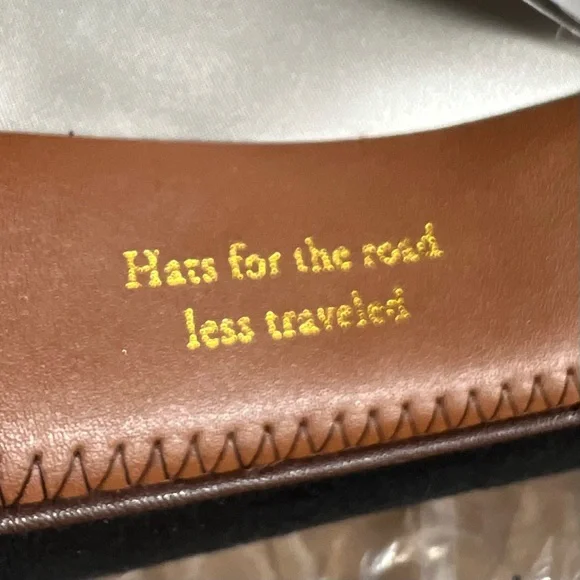 Hats for the road
less traveled